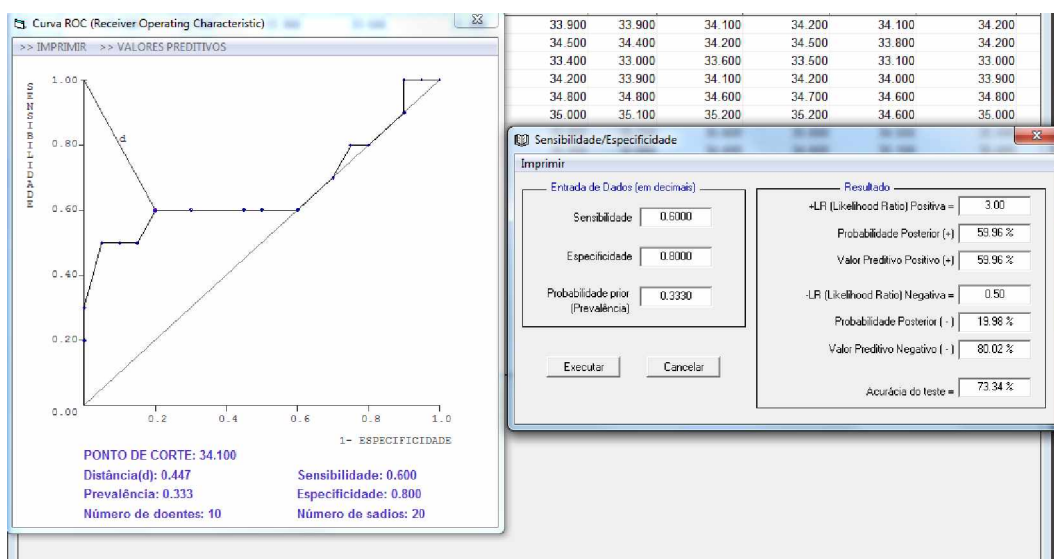 Curva ROC (Receiver Operating Characteristic)
>> IMPRIMIR >> VALORES PREDITIVOS
SENSIBILIDADE
1.00
0.80
0.60
0.40
0.20
0.00
d
0.2 0.4 0.6 0.8 1.0
1- ESPECIFICIDADE
PONTO DE CORTE: 34.100
Distância(d): 0.447 Sensibilidade: 0.600
Prevalência: 0.333 Especificidade: 0.800
Número de doentes: 10 Número de sadios: 20
33.900 33.900 34.100 34.200 34.100 34.200
34.500 34.400 34.200 34.500 33.800 34.200
33.400 33.000 33.600 33.500 33.100 33.000
34.200 33.900 34.100 34.200 34.000 33.900
34.800 34.800 34.600 34.700 34.600 34.800
35.000 35.100 35.200 35.200 34.600 35.000
Sensibilidade/Especificidade
Imprimir
Entrada de Dados (em decimais)
Sensibilidade 0.6000
Especificidade 0.8000
Probabilidade prior 0.3330
(Prevalência)
Executar Cancelar
Resultado
+LR (Likelihood Ratio) Positiva = 3.00
Probabilidade Posterior (+) 59.96 %
Valor Preditivo Positivo (+) 59.96 %
-LR (Likelihood Ratio) Negativa = 0.50
Probabilidade Posterior ( - ) 19.98 %
Valor Preditivo Negativo ( - ) 80.02 %
Acurácia do teste = 73.34 %